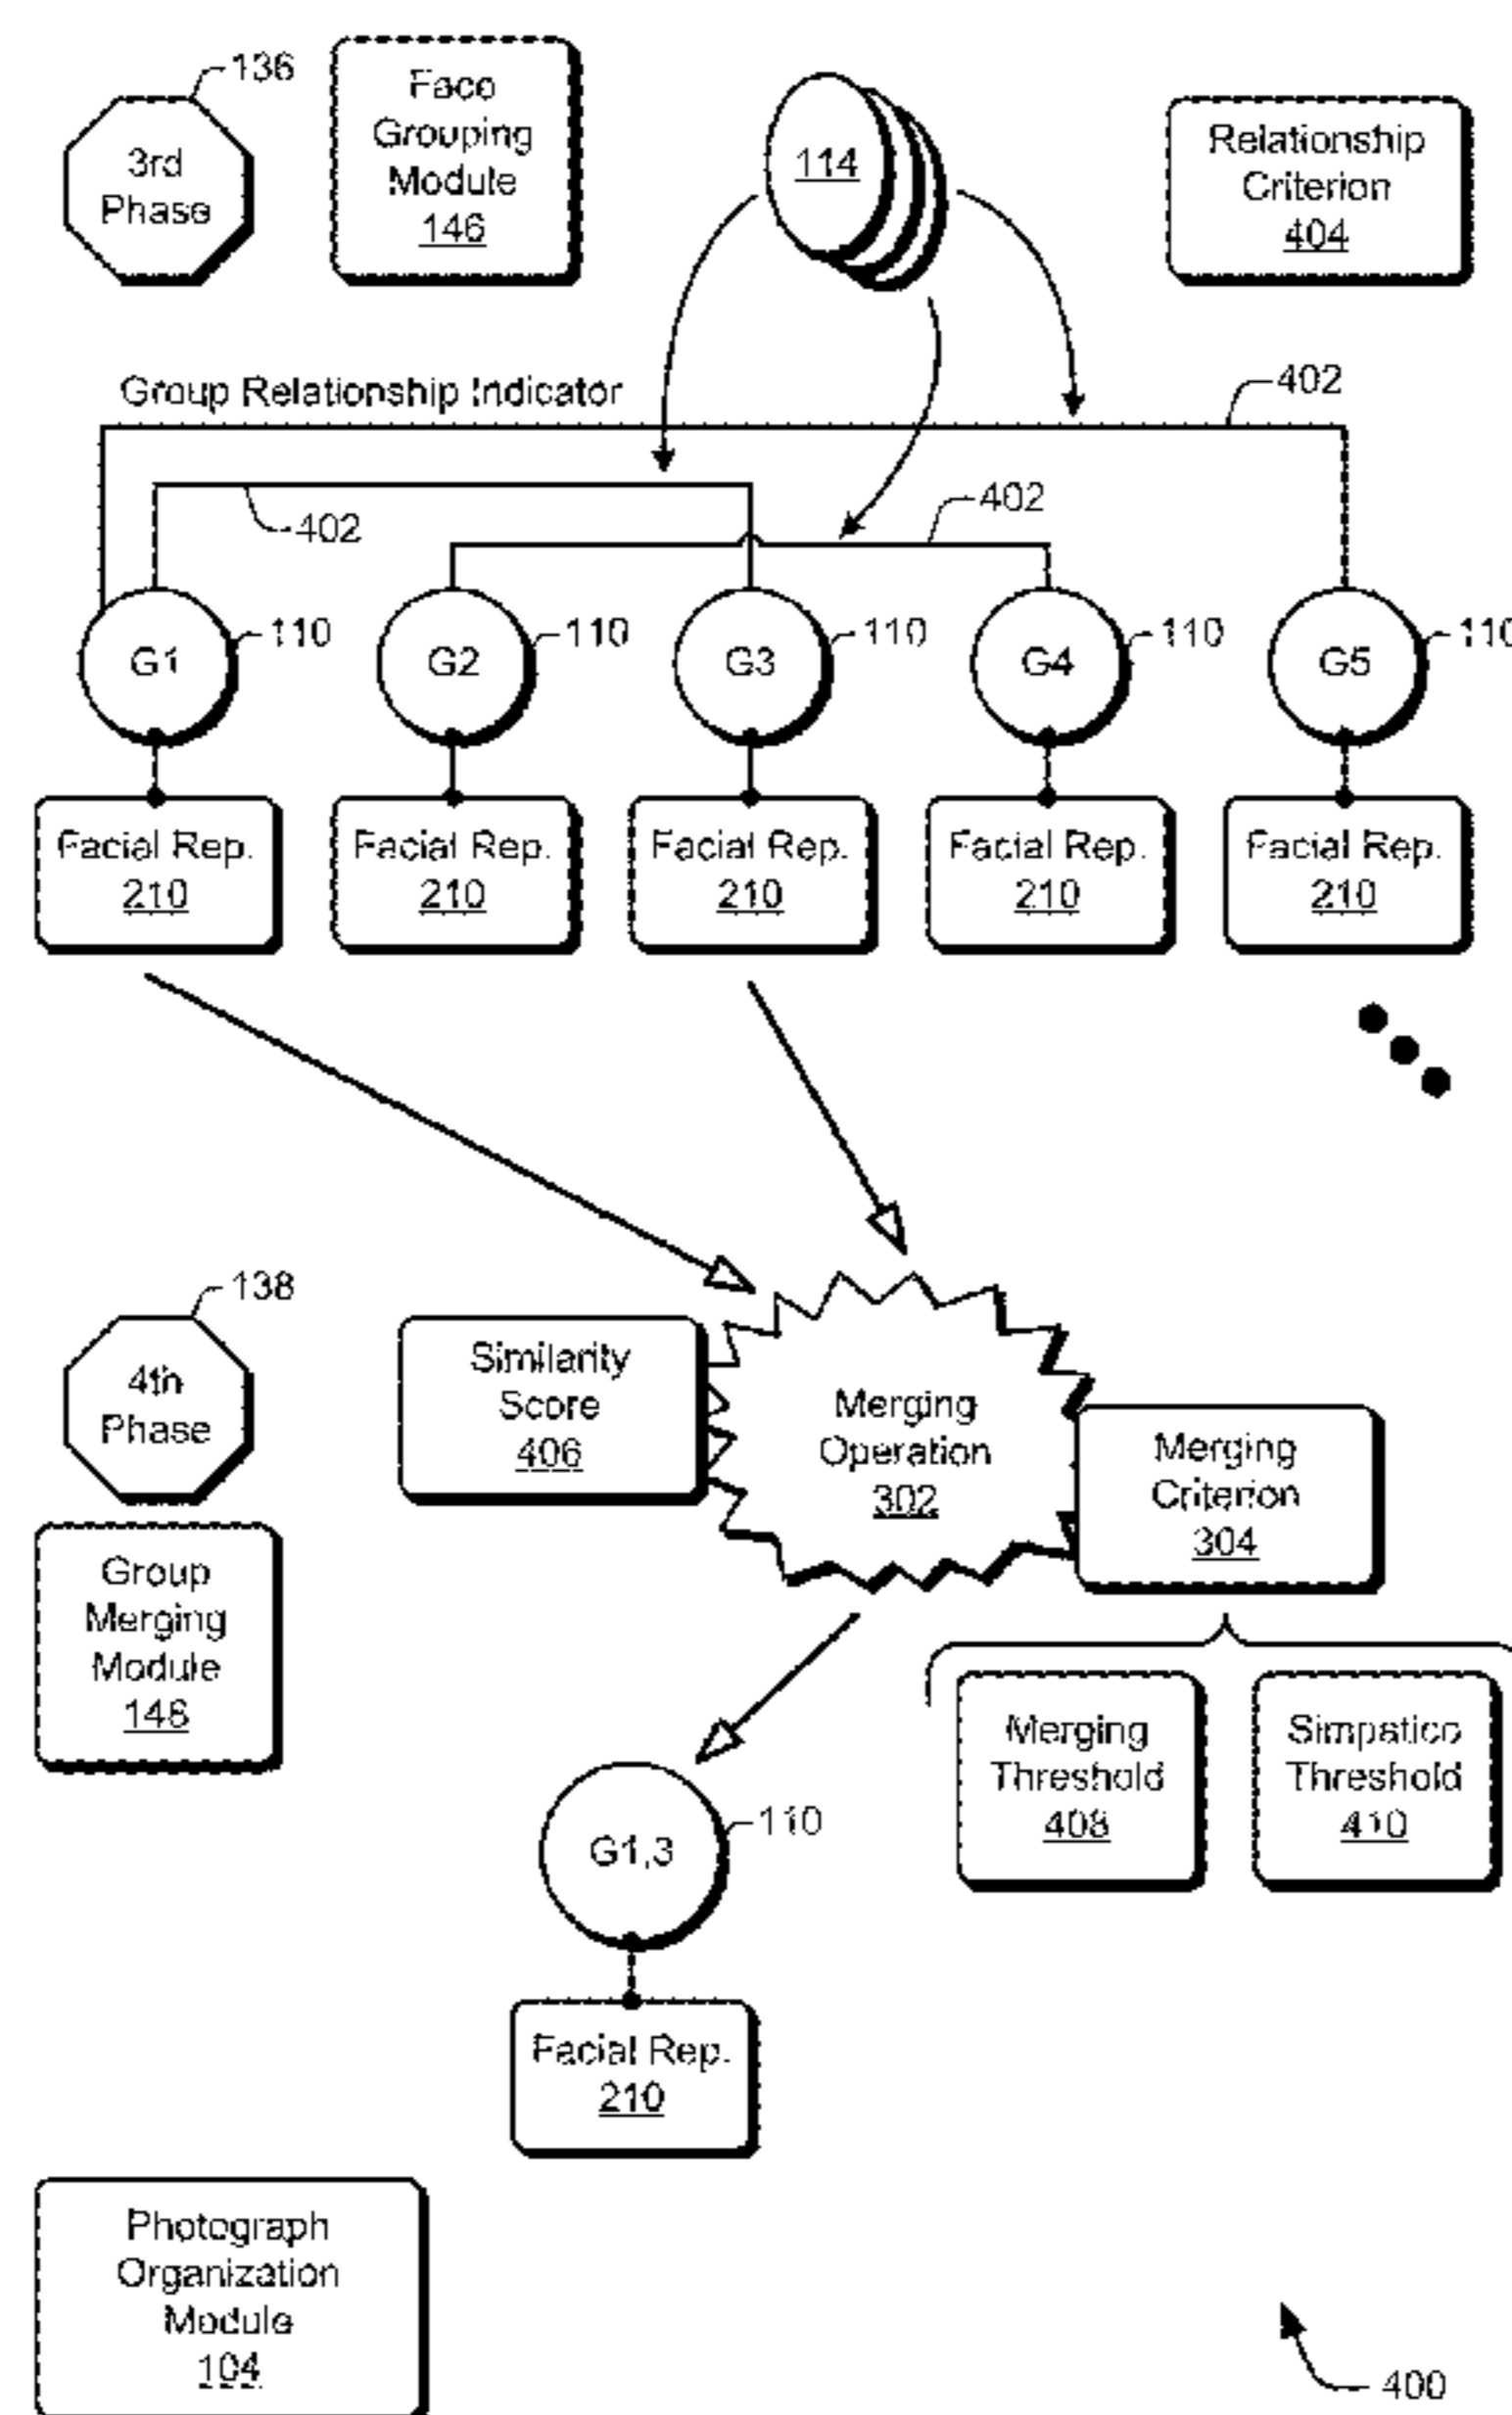 136
3rd
Phase
Face
Grouping
Module
146
114
Relationship
Criterion
404
Group Relationship Indicator
402
402
402
G1
110
G2
110
G3
110
G4
110
G5
110
Facial Rep.
210
Facial Rep.
210
Facial Rep.
210
Facial Rep.
210
Facial Rep.
210
138
4th
Phase
Similarity
Score
406
Merging
Operation
302
Merging
Criterion
304
Group
Merging
Module
148
Merging
Threshold
408
Simpatico
Threshold
410
G1,3
110
Facial Rep.
210
Photograph
Organization
Module
104
400